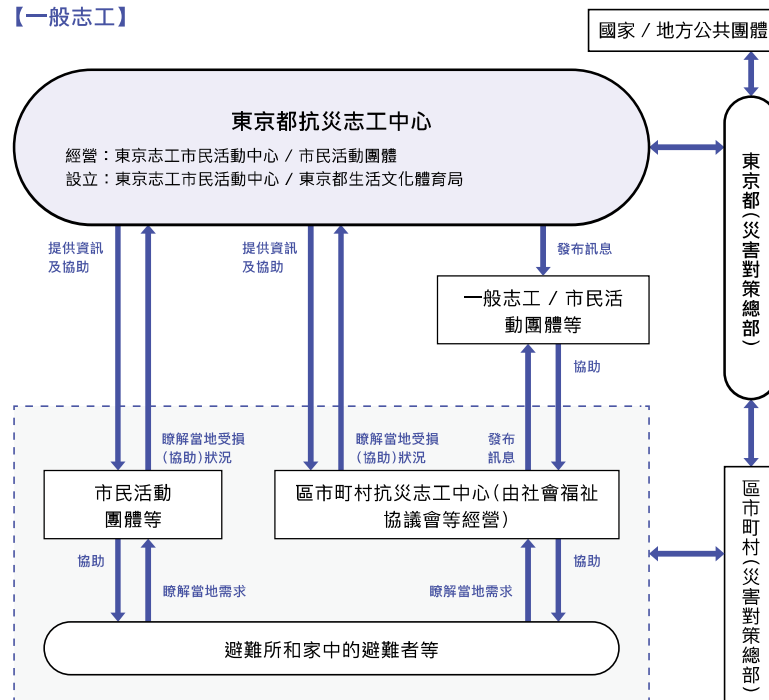 【一般志工】
國家 / 地方公共團體
東京都抗災志工中心
經營：東京志工市民活動中心 / 市民活動團體
設立：東京志工市民活動中心 / 東京都生活文化體育局
東京都(災害對策總部)
提供資訊
及協助
提供資訊
及協助
發布訊息
一般志工 / 市民活
動團體等
協助
瞭解當地受損
(協助)狀況
瞭解當地受損
(協助)狀況
發布
訊息
市民活動
團體等
區市町村抗災志工中心(由社會福祉
協議會等經營)
區市町村(災害對策總部)
協助
瞭解當地需求
瞭解當地需求
協助
避難所和家中的避難者等